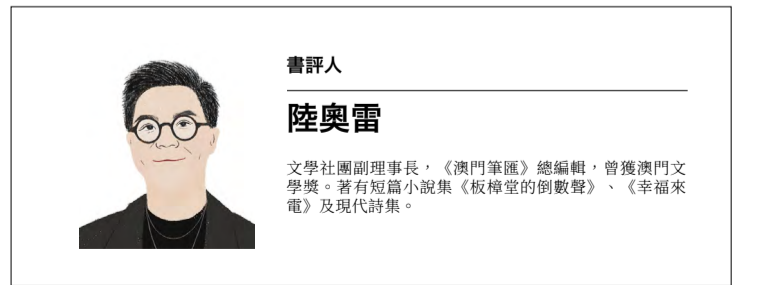 書評人
陸奧雷
文學社團副理事長，《澳門筆匯》總編輯，曾獲澳門文
學獎。著有短篇小說集《板樟堂的倒數聲》、《幸福來
電》及現代詩集。